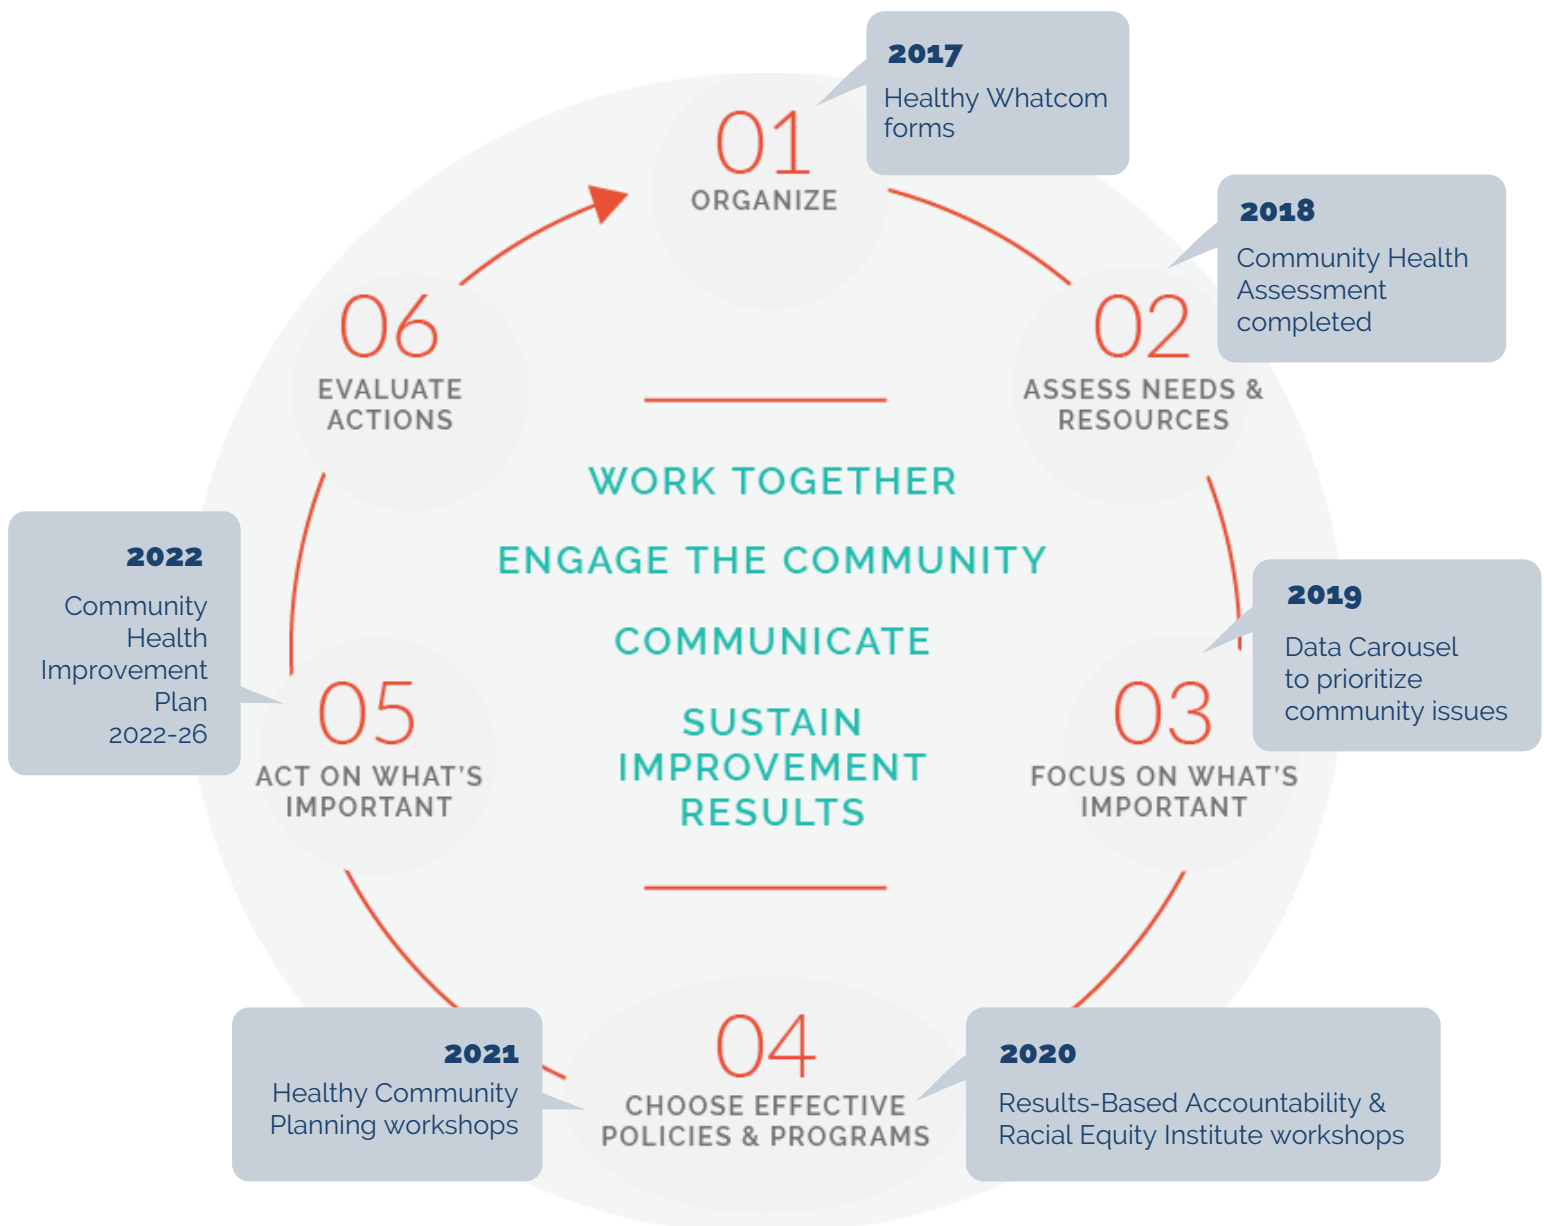 2017
Healthy Whatcom
forms
01
ORGANIZE
2018
Community Health
Assessment
completed
02
ASSESS NEEDS &
RESOURCES
2019
Data Carousel
to prioritize
community issues
03
FOCUS ON WHAT'S
IMPORTANT
2020
Results-Based Accountability &
Racial Equity Institute workshops
04
CHOOSE EFFECTIVE
POLICIES & PROGRAMS
2021
Healthy Community
Planning workshops
2022
Community
Health
Improvement
Plan
2022-26
05
ACT ON WHAT'S
IMPORTANT
06
EVALUATE
ACTIONS
WORK TOGETHER
ENGAGE THE COMMUNITY
COMMUNICATE
SUSTAIN
IMPROVEMENT
RESULTS